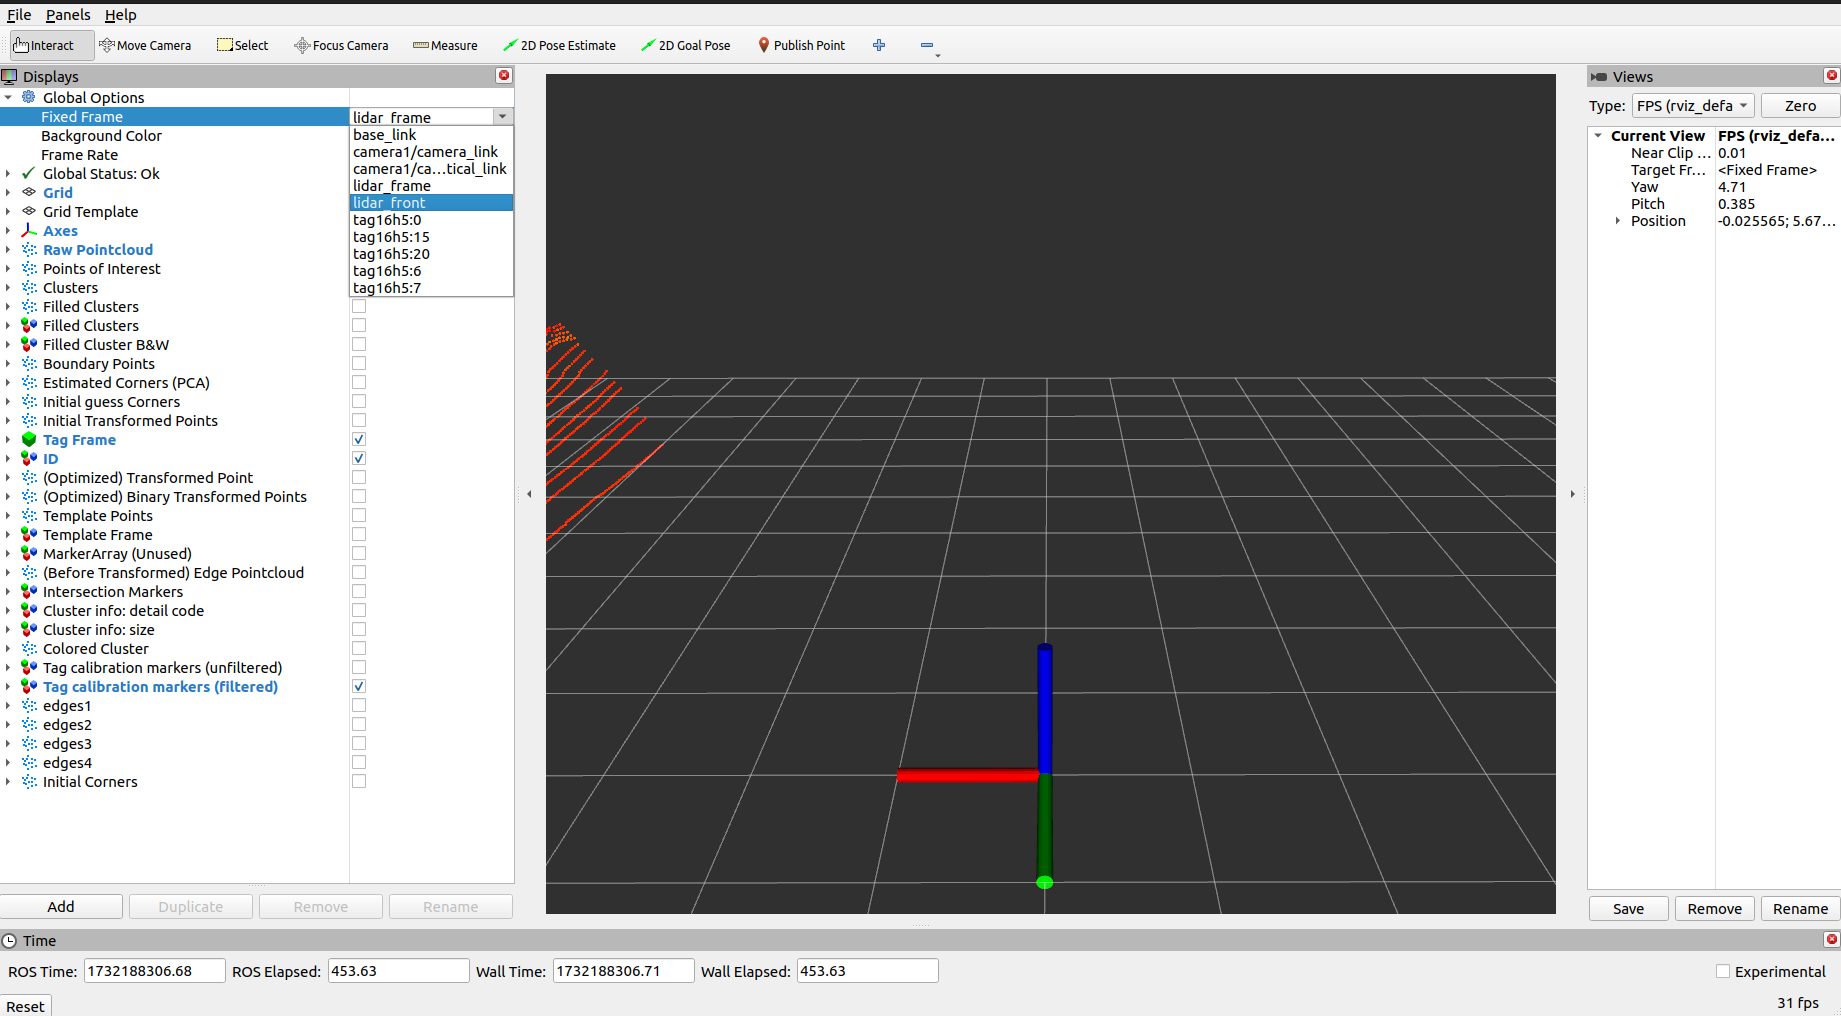 File Panels Help
Interact Move Camera Select Focus Camera Measure 2D Pose Estimate 2D Goal Pose Publish Point
Displays
Global Options
Fixed Frame lidar_frame
Background Color
Frame Rate
Global Status: Ok
Grid
Grid Template
Axes
Raw Pointcloud
Points of Interest
Clusters
Filled Clusters
Filled Clusters
Filled Cluster B&W
Boundary Points
Estimated Corners (PCA)
Initial guess Corners
Initial Transformed Points
Tag Frame
ID
(Optimized) Transformed Point
(Optimized) Binary Transformed Points
Template Points
Template Frame
MarkerArray (Unused)
(Before Transformed) Edge Pointcloud
Intersection Markers
Cluster info: detail code
Cluster info: size
Colored Cluster
Tag calibration markers (unfiltered)
Tag calibration markers (filtered)
edges1
edges2
edges3
edges4
Initial Corners
base_link
camera1/camera_link
camera1/ca...tical_link
lidar_frame
lidar_front
tag16h5:0
tag16h5:15
tag16h5:20
tag16h5:6
tag16h5:7
Add Duplicate Remove Rename
Views
Type: FPS (rviz_defa Zero
Current View FPS (rviz_defa...
Near Clip ... 0.01
Target Fr... <Fixed Frame>
Yaw 4.71
Pitch 0.385
Position -0.025565; 5.67...
Save Remove Rename
Time
ROS Time: 1732188306.68 ROS Elapsed: 453.63 Wall Time: 1732188306.71 Wall Elapsed: 453.63 Experimental
Reset 31 fps